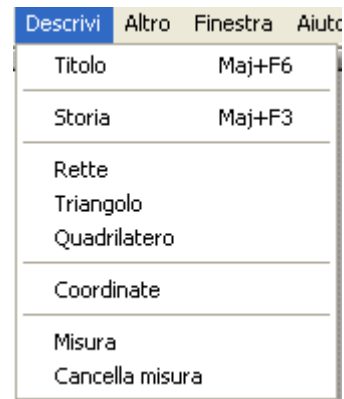 Descrivi Altro Finestra Aiuto
Titolo Maj+F6
Storia Maj+F3
Rette
Triangolo
Quadrilatero
Coordinate
Misura
Cancella misura